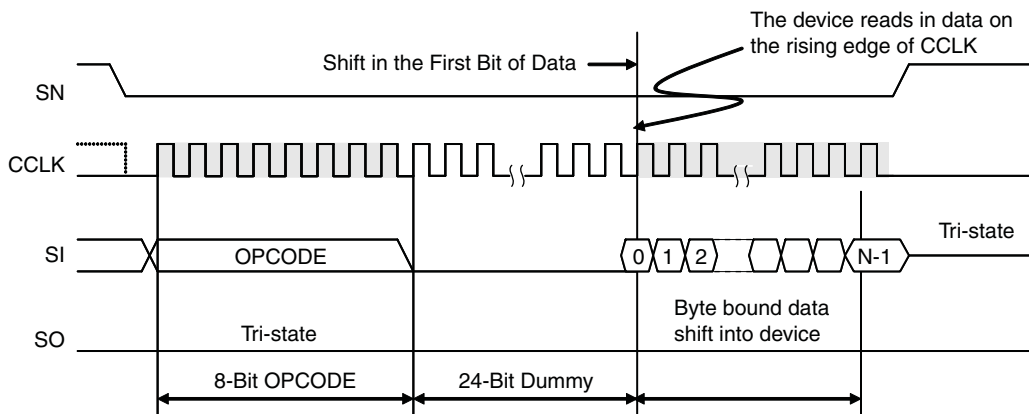 The device reads in data on
the rising edge of CCLK
Shift in the First Bit of Data
SN
CCLK
SI
OPCODE
0
1
2
N-1
Tri-state
SO
Tri-state
Byte bound data
shift into device
8-Bit OPCODE
24-Bit Dummy